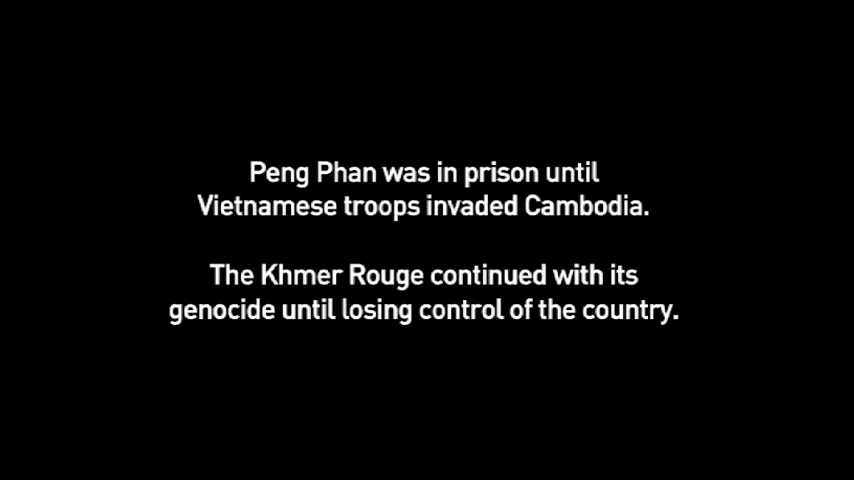 Peng Phan was in prison until
Vietnamese troops invaded Cambodia.
The Khmer Rouge continued with its
genocide until losing control of the country.